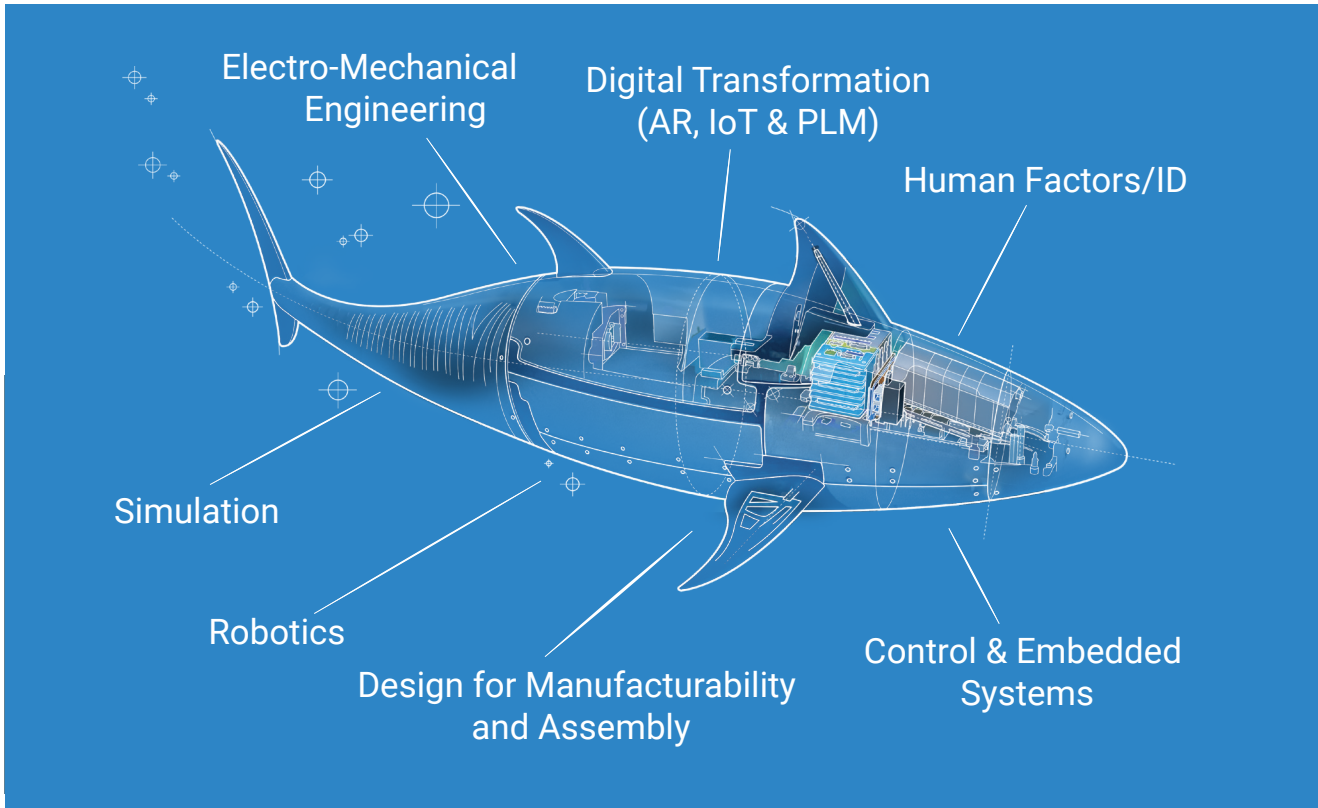 Electro-Mechanical
Engineering
Digital Transformation
(AR, IoT & PLM)
Human Factors/ID
Simulation
Robotics
Design for Manufacturability
and Assembly
Control & Embedded
Systems